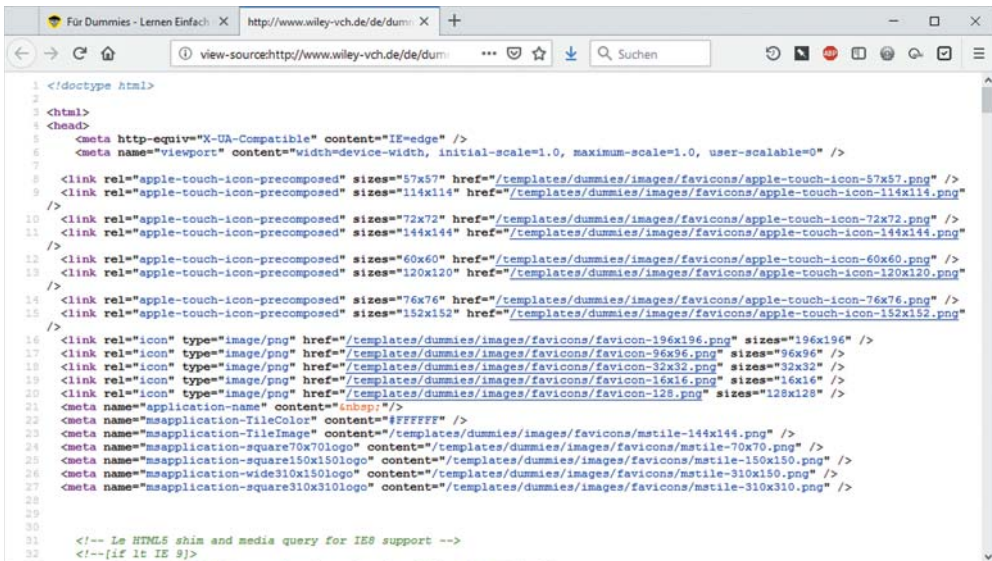 Für Dummies - Lernen Einfach
http://www.wiley-vch.de/de/dumm
view-source:http://www.wiley-vch.de/de/dum
Suchen
ABP
1 <!doctype html>
2
3 <html>
4 <head>
5 <meta http-equiv="X-UA-Compatible" content="IE=edge" />
6 <meta name="viewport" content="width=device-width, initial-scale=1.0, maximum-scale=1.0, user-scalable=0" />
7
8 <link rel="apple-touch-icon-precomposed" sizes="57x57" href="/templates/dummies/images/favicons/apple-touch-icon-57x57.png" />
9 <link rel="apple-touch-icon-precomposed" sizes="114x114" href="/templates/dummies/images/favicons/apple-touch-icon-114x114.png"
/>
10 <link rel="apple-touch-icon-precomposed" sizes="72x72" href="/templates/dummies/images/favicons/apple-touch-icon-72x72.png" />
11 <link rel="apple-touch-icon-precomposed" sizes="144x144" href="/templates/dummies/images/favicons/apple-touch-icon-144x144.png"
/>
12 <link rel="apple-touch-icon-precomposed" sizes="60x60" href="/templates/dummies/images/favicons/apple-touch-icon-60x60.png" />
13 <link rel="apple-touch-icon-precomposed" sizes="120x120" href="/templates/dummies/images/favicons/apple-touch-icon-120x120.png"
/>
14 <link rel="apple-touch-icon-precomposed" sizes="76x76" href="/templates/dummies/images/favicons/apple-touch-icon-76x76.png" />
15 <link rel="apple-touch-icon-precomposed" sizes="152x152" href="/templates/dummies/images/favicons/apple-touch-icon-152x152.png"
/>
16 <link rel="icon" type="image/png" href="/templates/dummies/images/favicons/favicon-196x196.png" sizes="196x196" />
17 <link rel="icon" type="image/png" href="/templates/dummies/images/favicons/favicon-96x96.png" sizes="96x96" />
18 <link rel="icon" type="image/png" href="/templates/dummies/images/favicons/favicon-32x32.png" sizes="32x32" />
19 <link rel="icon" type="image/png" href="/templates/dummies/images/favicons/favicon-16x16.png" sizes="16x16" />
20 <link rel="icon" type="image/png" href="/templates/dummies/images/favicons/favicon-128.png" sizes="128x128" />
21 <meta name="application-name" content="&nbsp;"/>
22 <meta name="msapplication-TileColor" content="#FFFFFF" />
23 <meta name="msapplication-TileImage" content="/templates/dummies/images/favicons/mstile-144x144.png" />
24 <meta name="msapplication-square70x70logo" content="/templates/dummies/images/favicons/mstile-70x70.png" />
25 <meta name="msapplication-square150x150logo" content="/templates/dummies/images/favicons/mstile-150x150.png" />
26 <meta name="msapplication-wide310x150logo" content="/templates/dummies/images/favicons/mstile-310x150.png" />
27 <meta name="msapplication-square310x310logo" content="/templates/dummies/images/favicons/mstile-310x310.png" />
28
29
30
31 <!-- Le HTML5 shim and media query for IE8 support -->
32 <!--[if lt IE 9]>